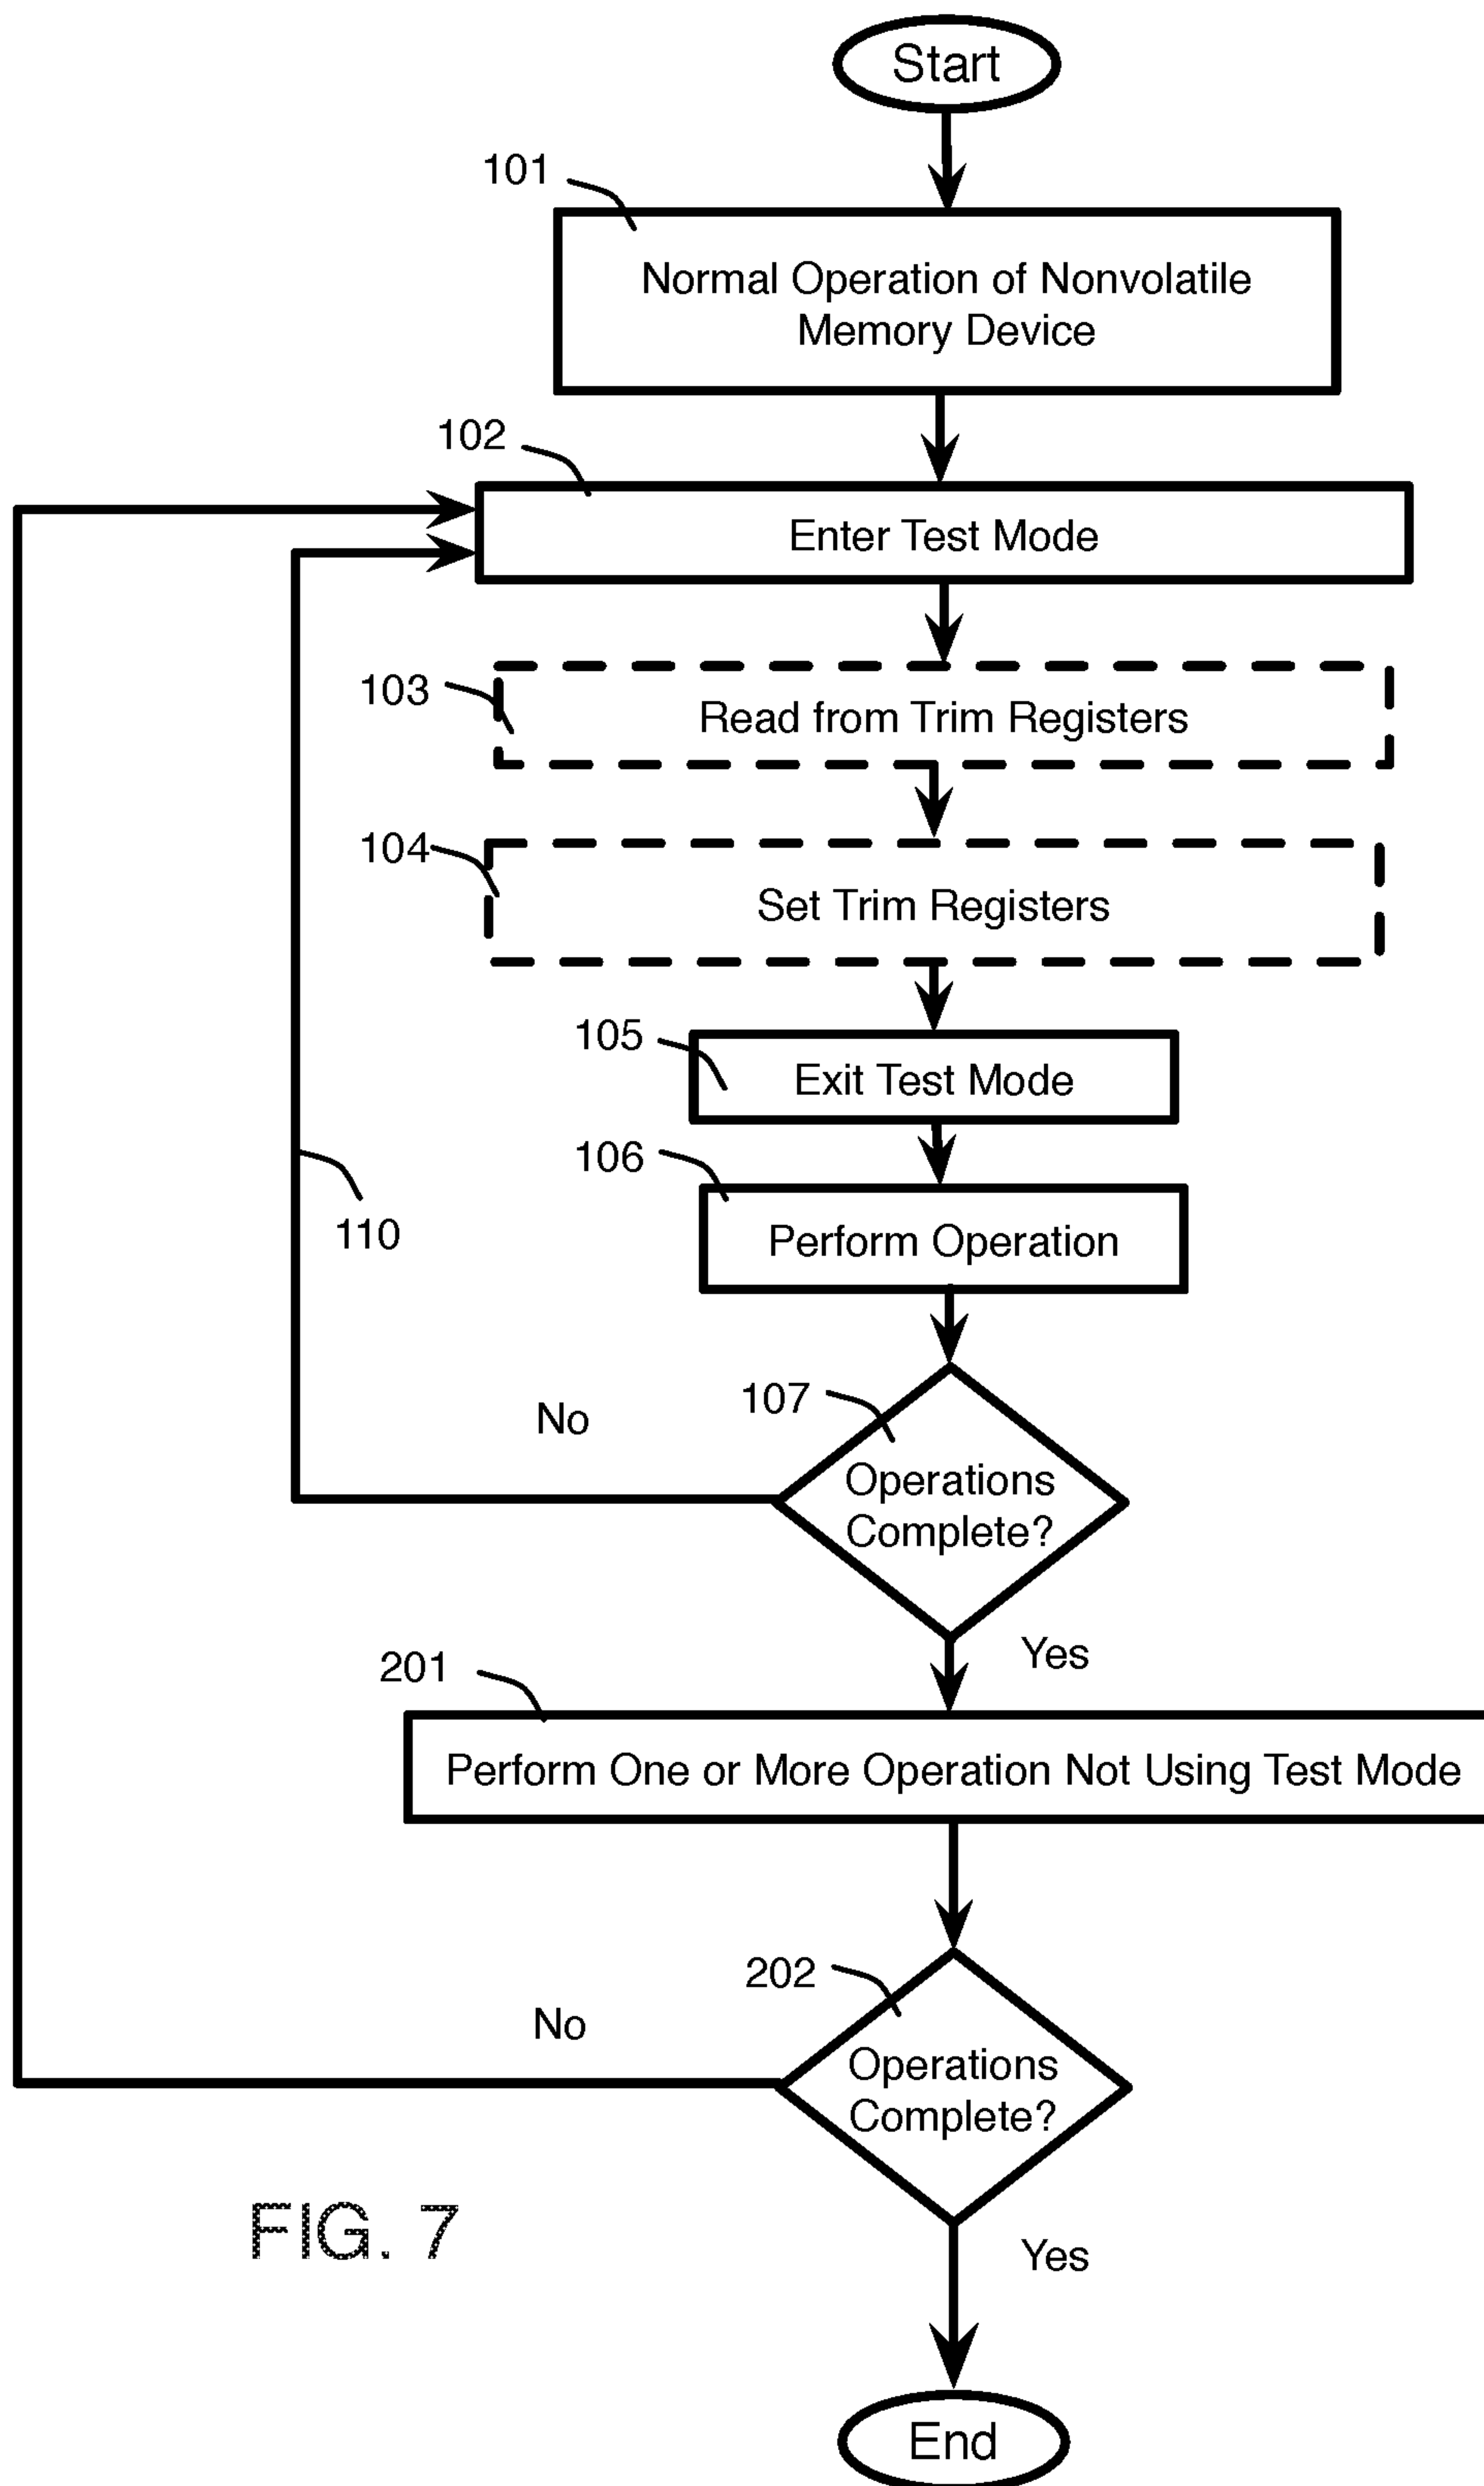 Start
101
Normal Operation of Nonvolatile
Memory Device
102
Enter Test Mode
103
Read from Trim Registers
104
Set Trim Registers
105
Exit Test Mode
106
Perform Operation
110
107
No
Operations
Complete?
Yes
201
Perform One or More Operation Not Using Test Mode
202
No
Operations
Complete?
FIG. 7
Yes
End